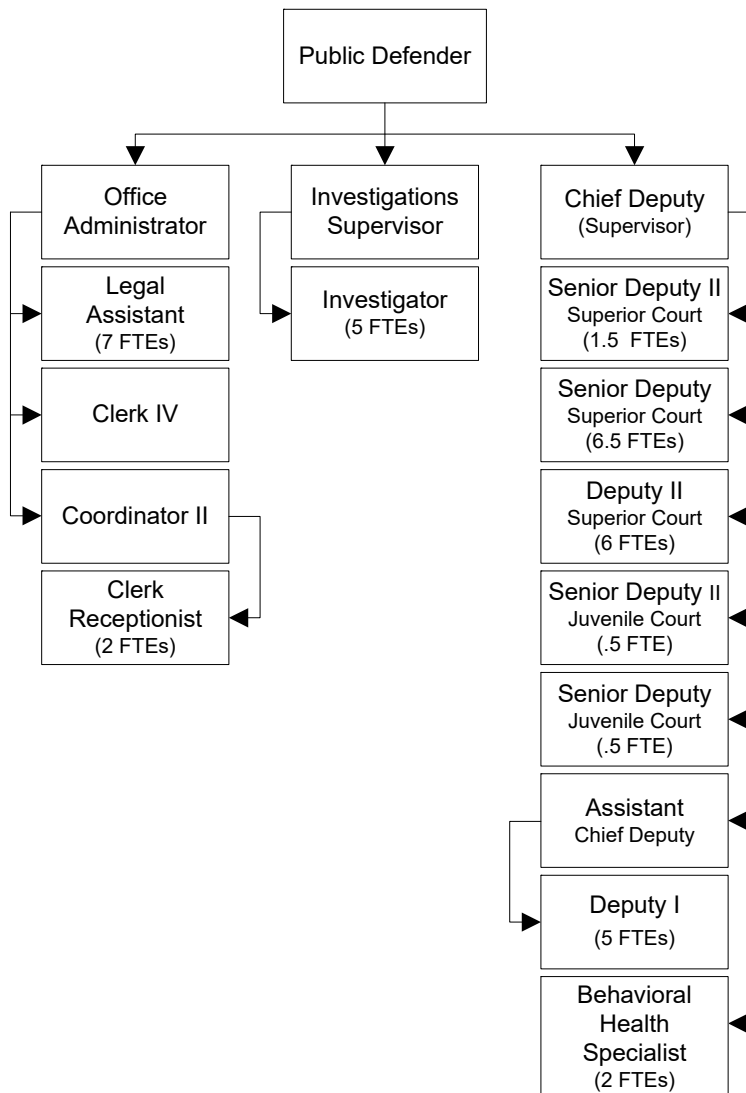 Public Defender
Office
Administrator
Investigations
Supervisor
Chief Deputy
(Supervisor)
Legal
Assistant
(7 FTEs)
Investigator
(5 FTEs)
Senior Deputy II
Superior Court
(1.5 FTEs)
Clerk IV
Senior Deputy
Superior Court
(6.5 FTEs)
Coordinator II
Deputy II
Superior Court
(6 FTEs)
Clerk
Receptionist
(2 FTEs)
Senior Deputy II
Juvenile Court
(.5 FTE)
Senior Deputy
Juvenile Court
(.5 FTE)
Assistant
Chief Deputy
Deputy I
(5 FTEs)
Behavioral
Health
Specialist
(2 FTEs)